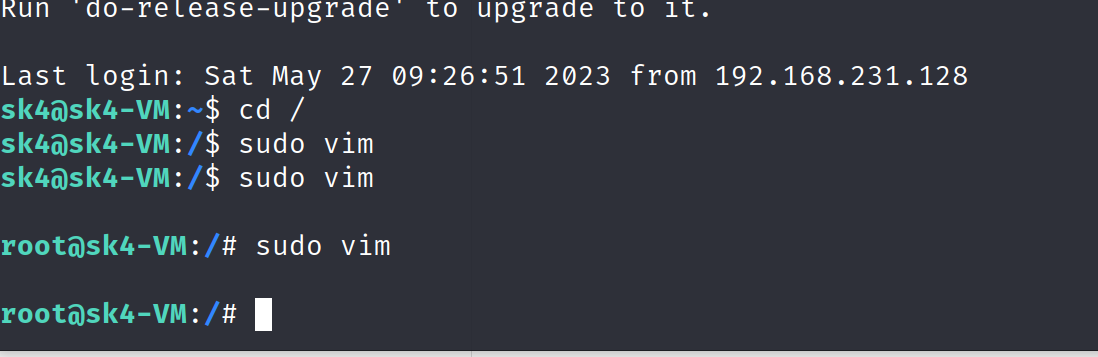 Run 'do-release-upgrade' to upgrade to it.
Last login: Sat May 27 09:26:51 2023 from 192.168.231.128
sk4@sk4-VM:~$ cd /
sk4@sk4-VM:/$ sudo vim
sk4@sk4-VM:/$ sudo vim
root@sk4-VM:/# sudo vim
root@sk4-VM:/#